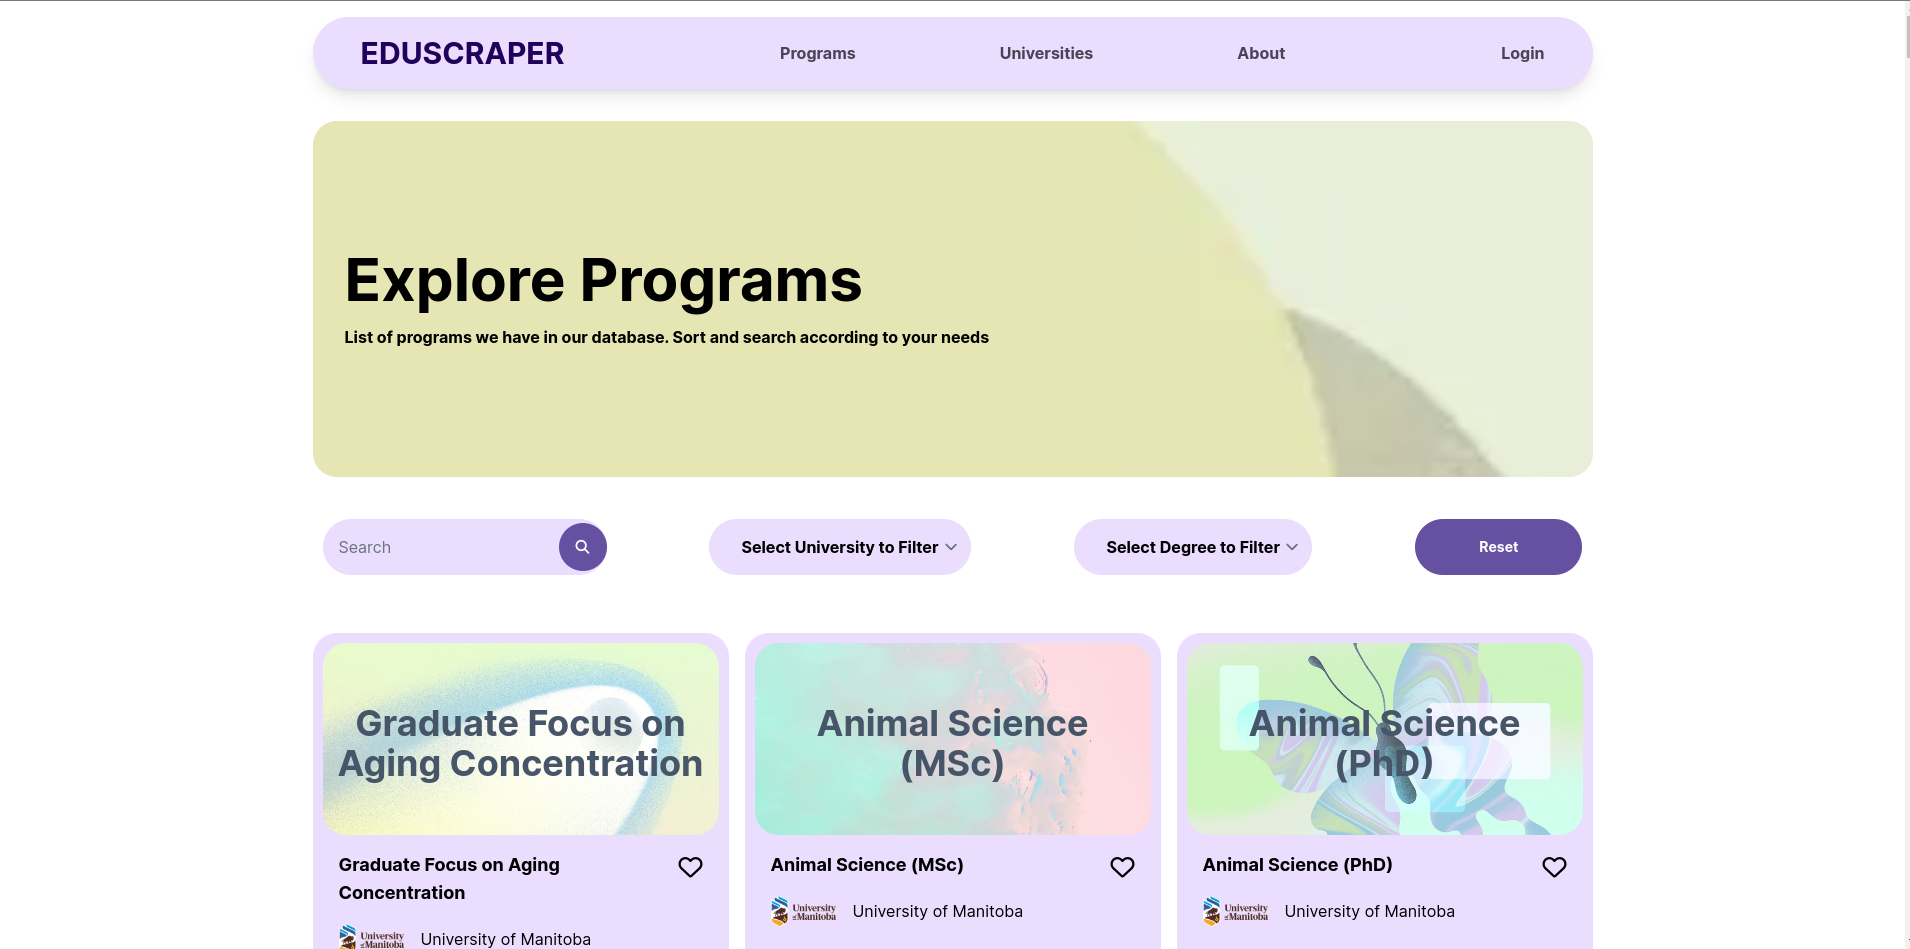 EDUSCRAPER Programs Universities About Login
Explore Programs
List of programs we have in our database. Sort and search according to your needs
Search
Select University to Filter
Select Degree to Filter
Reset
Graduate Focus on
Aging Concentration
Graduate Focus on Aging
Concentration
University
of Manitoba
University of Manitoba
Animal Science
(MSc)
Animal Science (MSc)
University
of Manitoba
University of Manitoba
Animal Science
(PhD)
Animal Science (PhD)
University
of Manitoba
University of Manitoba